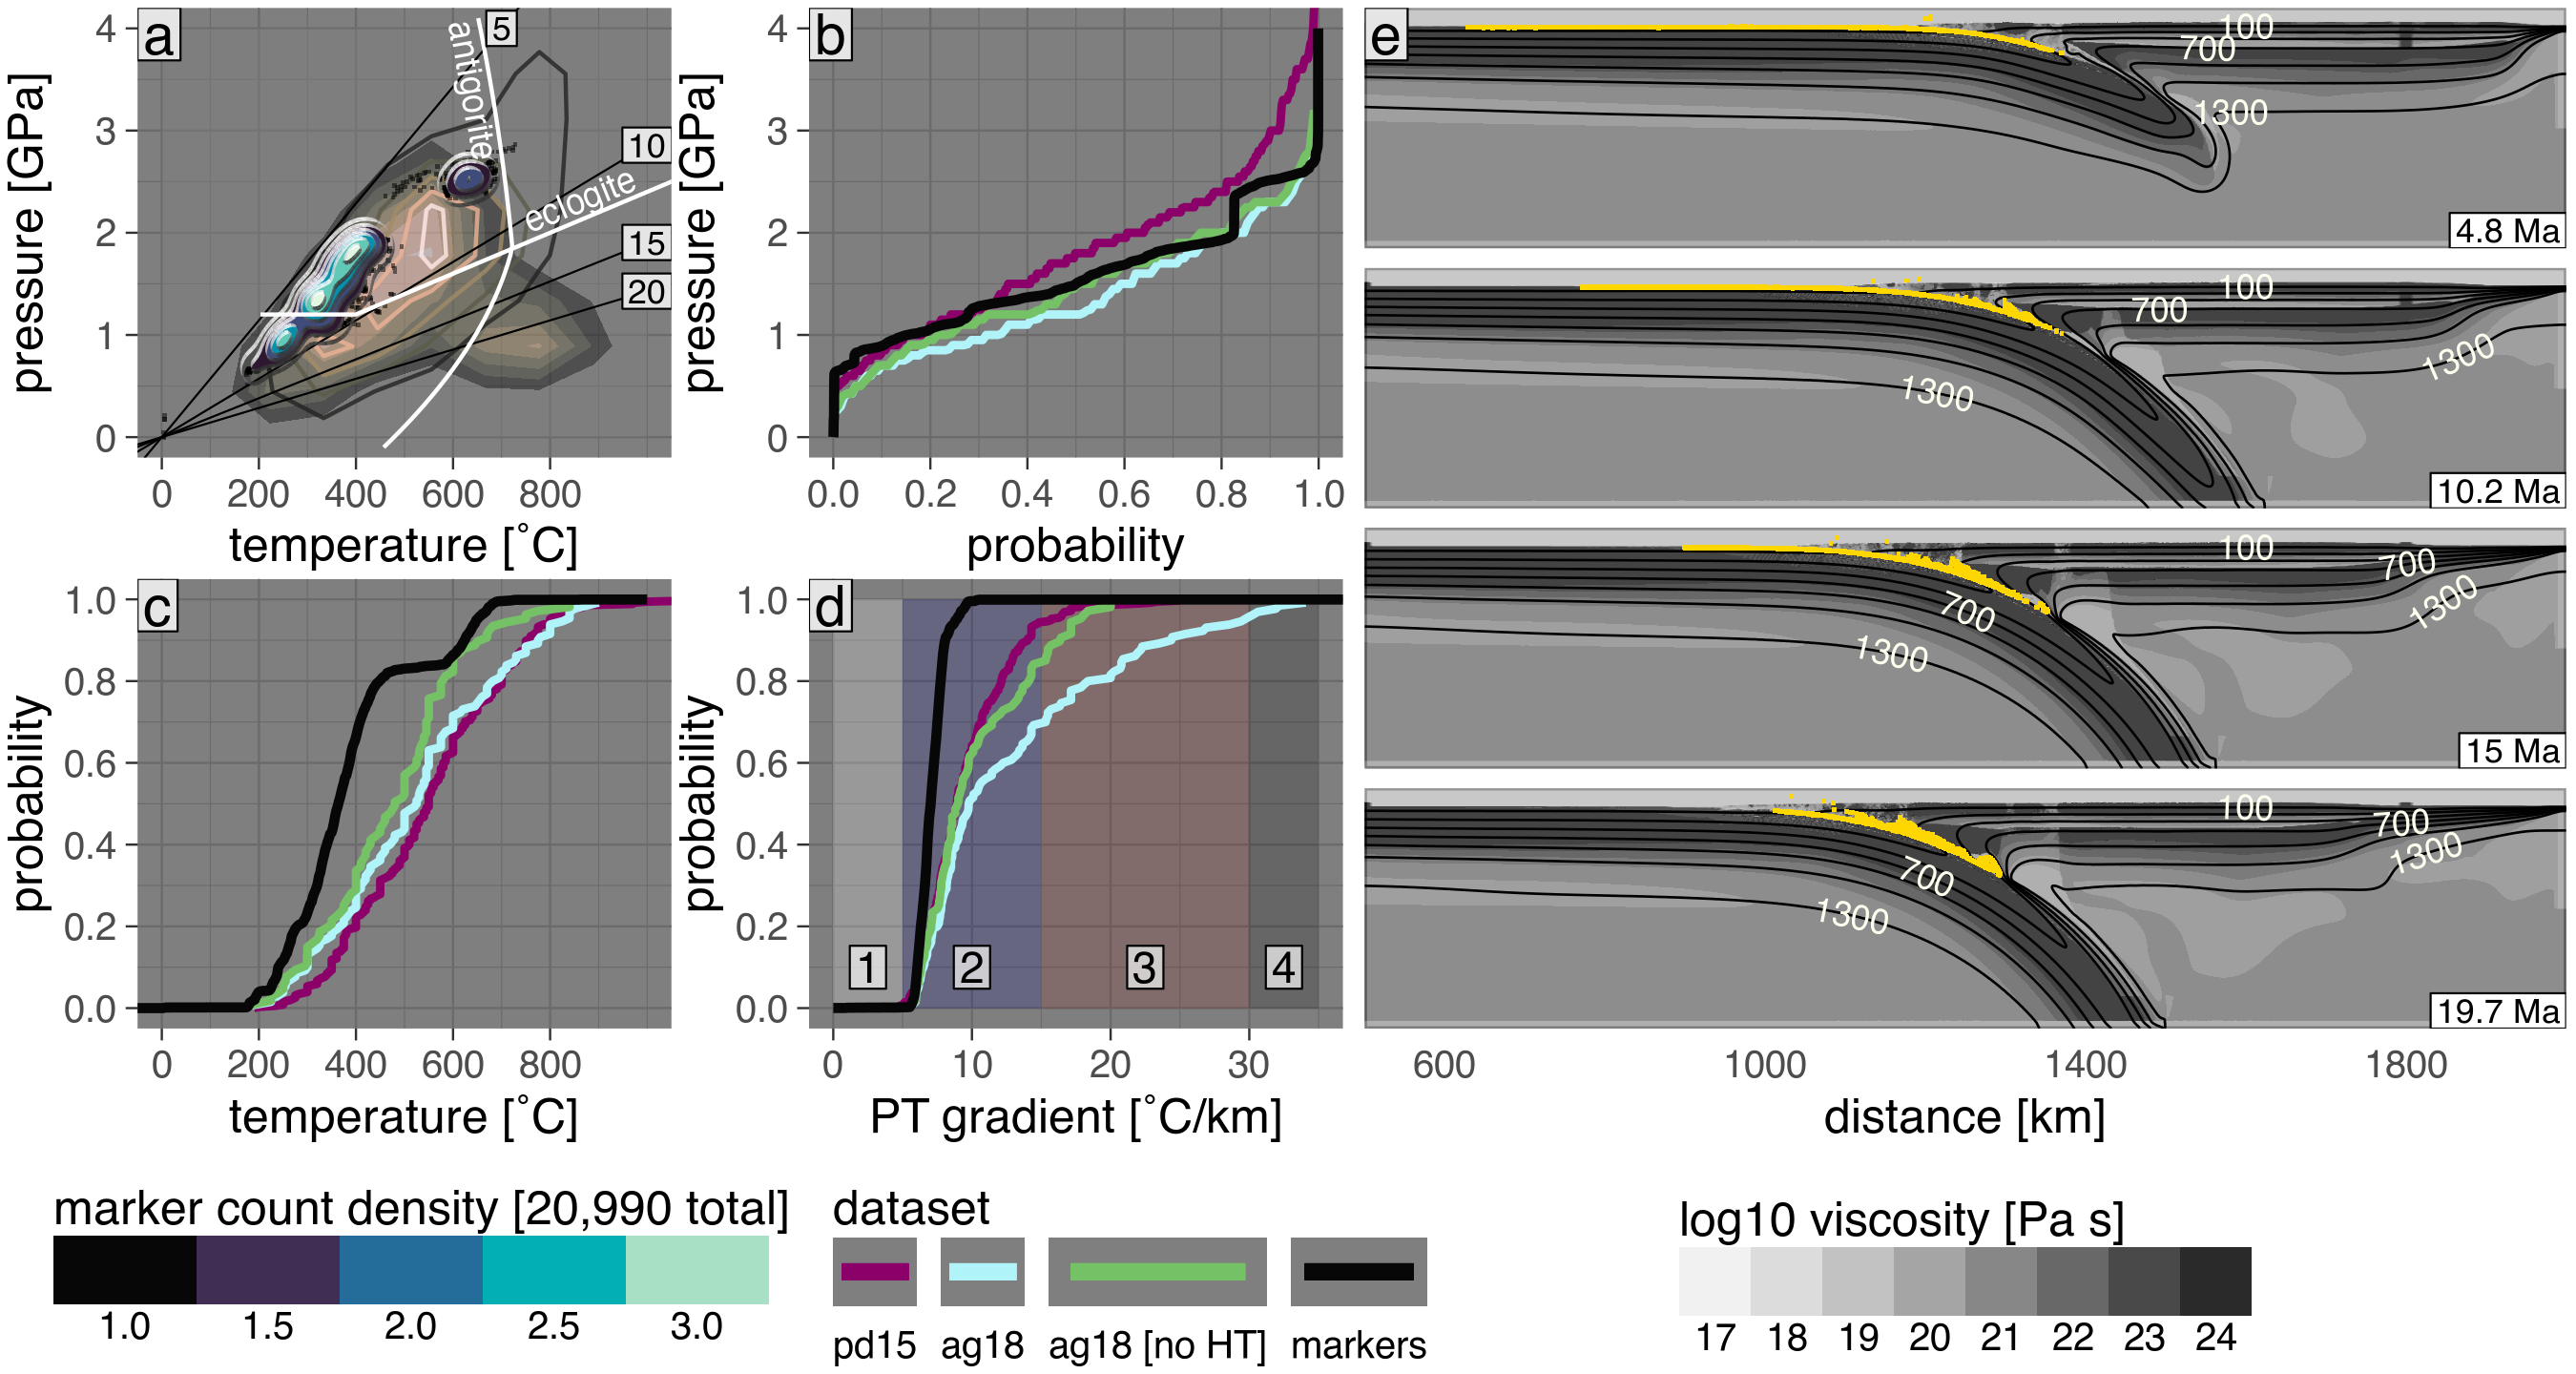 a
5
10
15
20
antigorite
eclogite
4
3
2
1
0
pressure [GPa]
0 200 400 600 800
temperature [˚C]
b
4
3
2
1
0
pressure [GPa]
0.0 0.2 0.4 0.6 0.8 1.0
probability
c
1.0
0.8
0.6
0.4
0.2
0.0
probability
0 200 400 600 800
temperature [˚C]
d
1.0
0.8
0.6
0.4
0.2
0.0
probability
1 2 3 4
0 10 20 30
PT gradient [˚C/km]
e
100
700
1300
4.8 Ma
100
700
1300
1300
10.2 Ma
100
700
1300
700
1300
15 Ma
100
700
1300
700
1300
19.7 Ma
600 1000 1400 1800
distance [km]
marker count density [20,990 total]
1.0 1.5 2.0 2.5 3.0
dataset
pd15 ag18 ag18 [no HT] markers
log10 viscosity [Pa s]
17 18 19 20 21 22 23 24